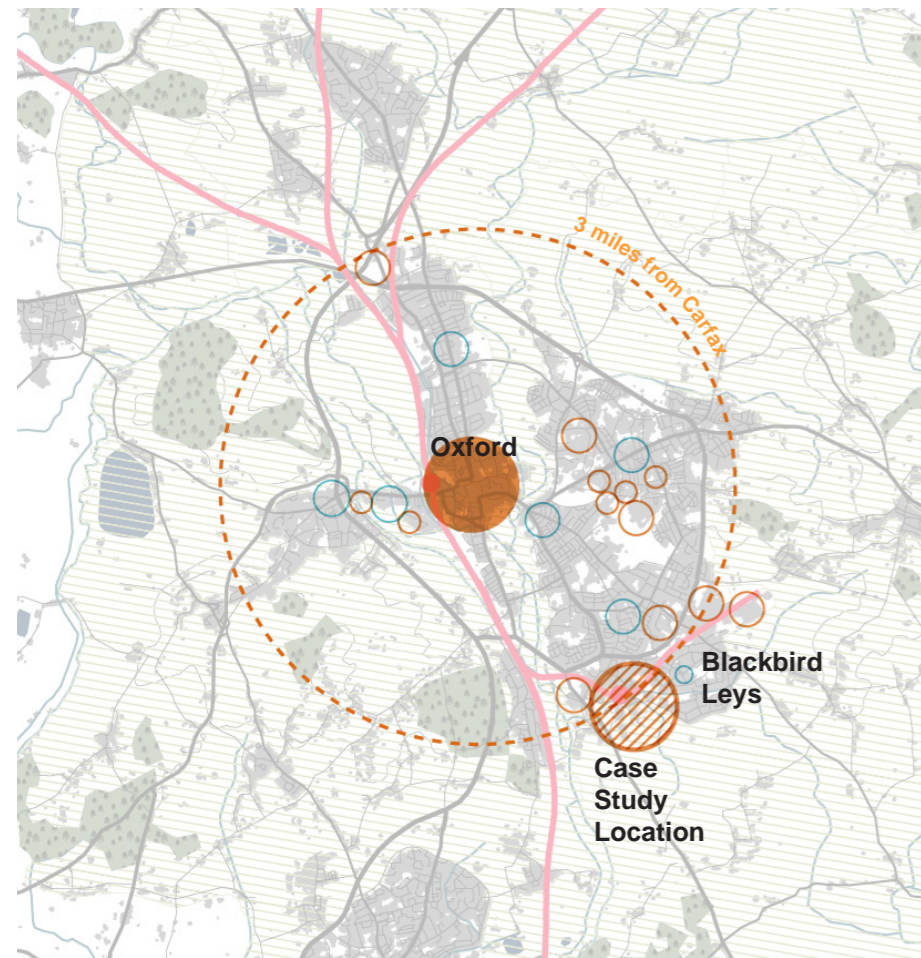 3 miles from Carfax
Oxford
Blackbird
Leys
Case
Study
Location